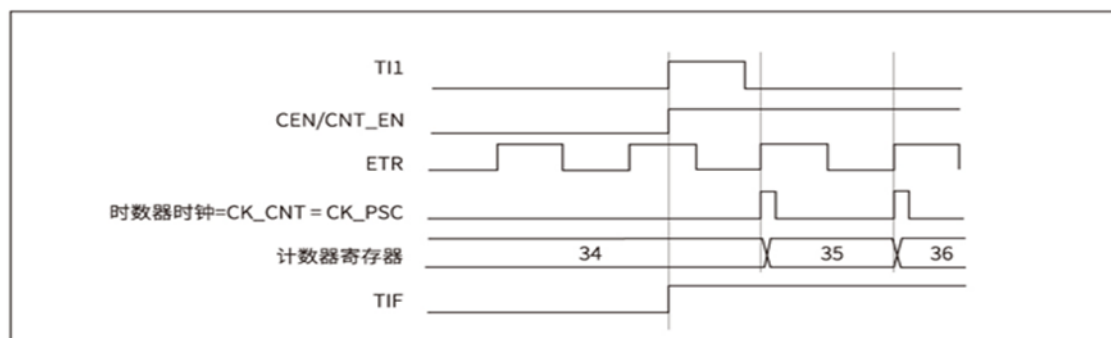 TI1
CEN/CNT_EN
ETR
时数器时钟=CK_CNT = CK_PSC
计数器寄存器 34 35 36
TIF